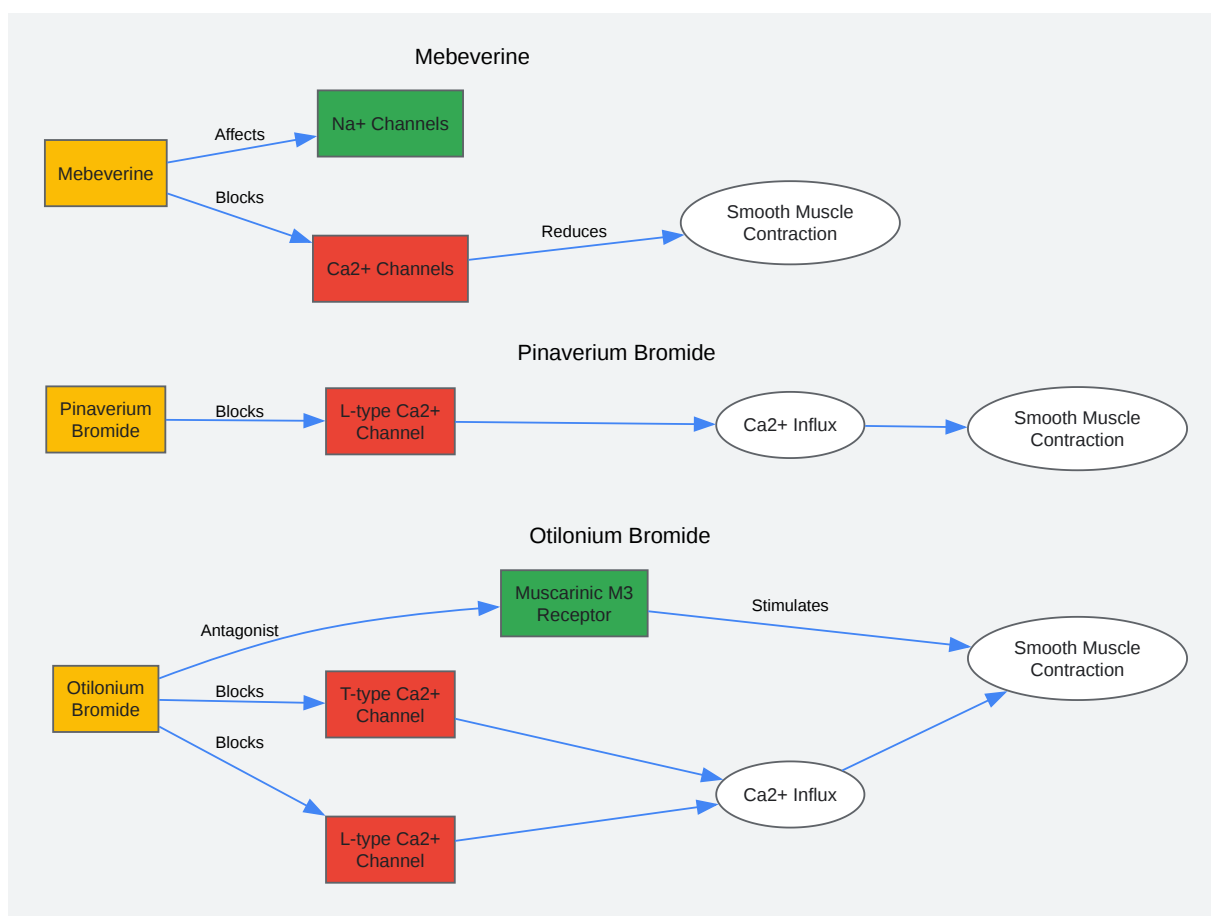 Mebeverine
Na+ Channels
Affects
Mebeverine
Blocks
Smooth Muscle
Contraction
Reduces
Ca2+ Channels
Pinaverium Bromide
Pinaverium
Bromide
Blocks
L-type Ca2+
Channel
Ca2+ Influx
Smooth Muscle
Contraction
Otilonium Bromide
Muscarinic M3
Receptor
Stimulates
Antagonist
Smooth Muscle
Contraction
Otilonium
Bromide
Blocks
T-type Ca2+
Channel
Blocks
Ca2+ Influx
L-type Ca2+
Channel